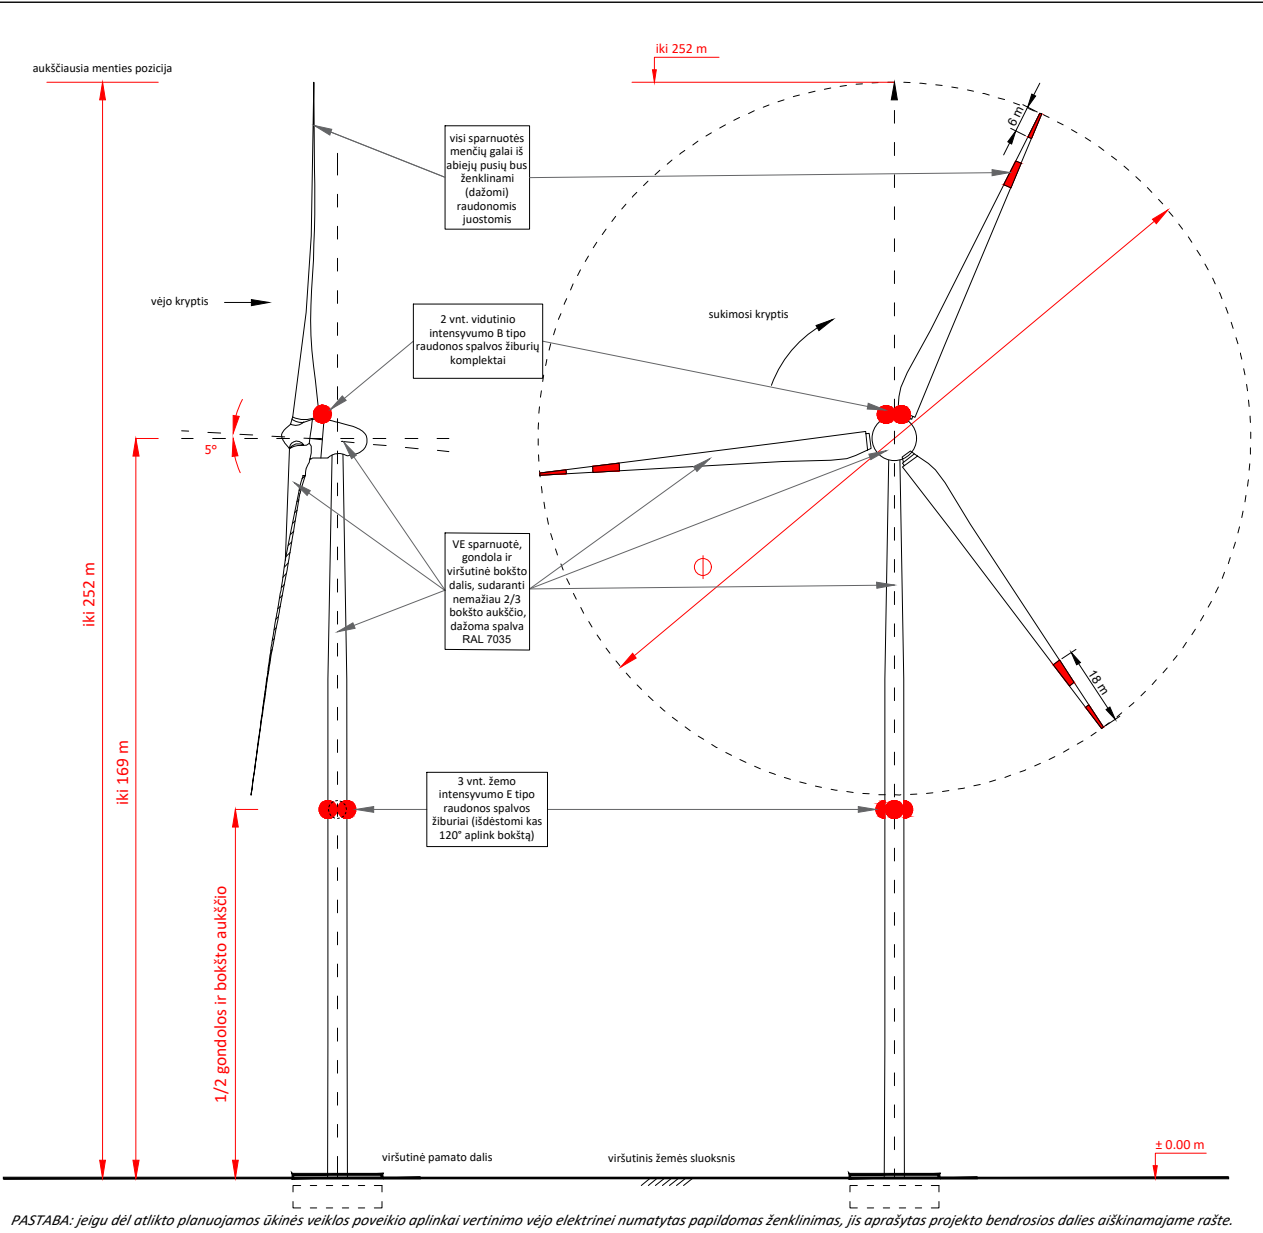 iki 252 m
aukščiausia menties pozicija
6 m
visi sparnuotės
menčių galai iš
abiejų pusių bus
ženklinami
(dažomi)
raudonomis
juostomis
vėjo kryptis
2 vnt. vidutinio
intensyvumo B tipo
raudonos spalvos žiburių
komplektai
sukimosi kryptis
5°
VE sparnuotė,
gondola ir
viršutinė bokšto
dalis, sudaranti
nemažiau 2/3
bokšto aukščio,
dažoma spalva
RAL 7035
iki 252 m
Φ
18 m
iki 169 m
3 vnt. žemo
intensyvumo E tipo
raudonos spalvos
žiburiai (išdėstomi kas
120° aplink bokštą)
1/2 gondolos ir bokšto aukščio
viršutinė pamato dalis
viršutinis žemės sluoksnis
± 0.00 m
PASTABA: jeigu dėl atlikto planuojamos ūkinės veiklos poveikio aplinkai vertinimo vėjo elektrinei numatytas papildomas ženklinimas, jis aprašytas projekto bendrosios dalies aiškinamajame rašte.